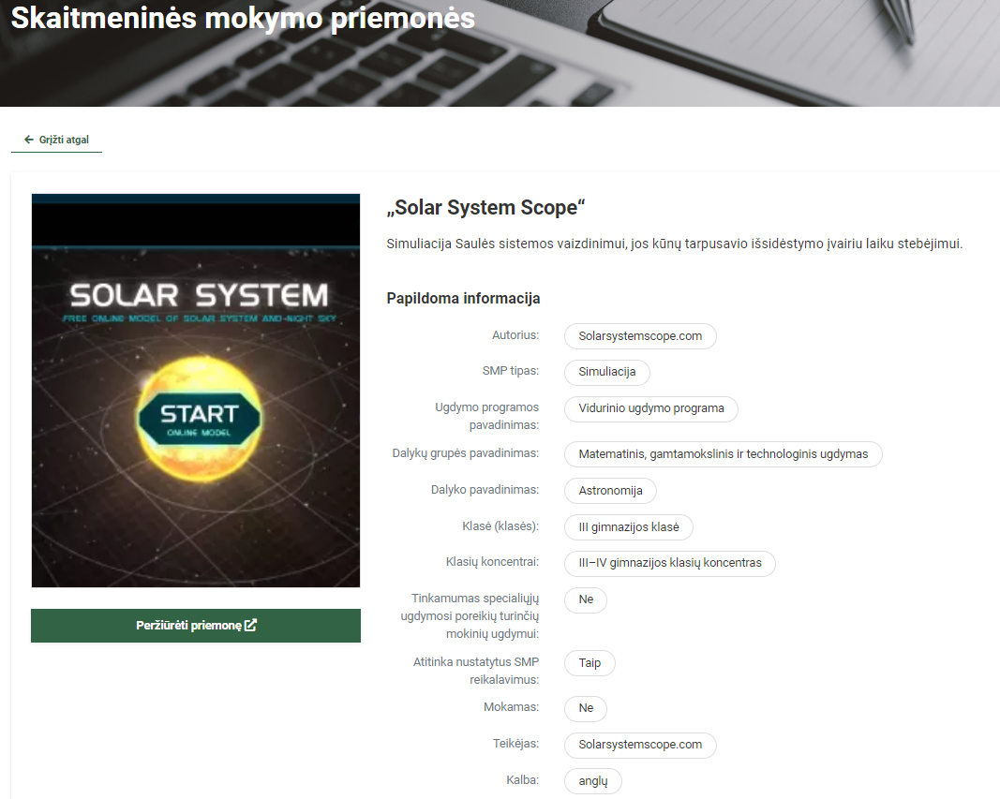 Skaitmeninės mokymo priemonės
Grįžti atgal
SOLAR SYSTEM
FREE ONLINE MODEL OF SOLAR SYSTEM AND NIGHT SKY
START
ONLINE MODEL
Peržiūrėti priemonę
„Solar System Scope“
Simuliacija Saulės sistemos vaizdinimui, jos kūnų tarpusavio išsidėstymo įvairiu laiku stebėjimui.
Papildoma informacija
Autorius: Solarsystemscope.com
SMP tipas: Simuliacija
Ugdymo programos
pavadinimas: Vidurinio ugdymo programa
Dalykų grupės pavadinimas: Matematinis, gamtamokslinis ir technologinis ugdymas
Dalyko pavadinimas: Astronomija
Klasė (klasės): III gimnazijos klasė
Klasių koncentrai: III–IV gimnazijos klasių koncentras
Tinkamumas specialiųjų
ugdymosi poreikių turinčių
mokinių ugdymui: Ne
Atitinka nustatytus SMP
reikalavimus: Taip
Mokamas: Ne
Teikėjas: Solarsystemscope.com
Kalba: anglų